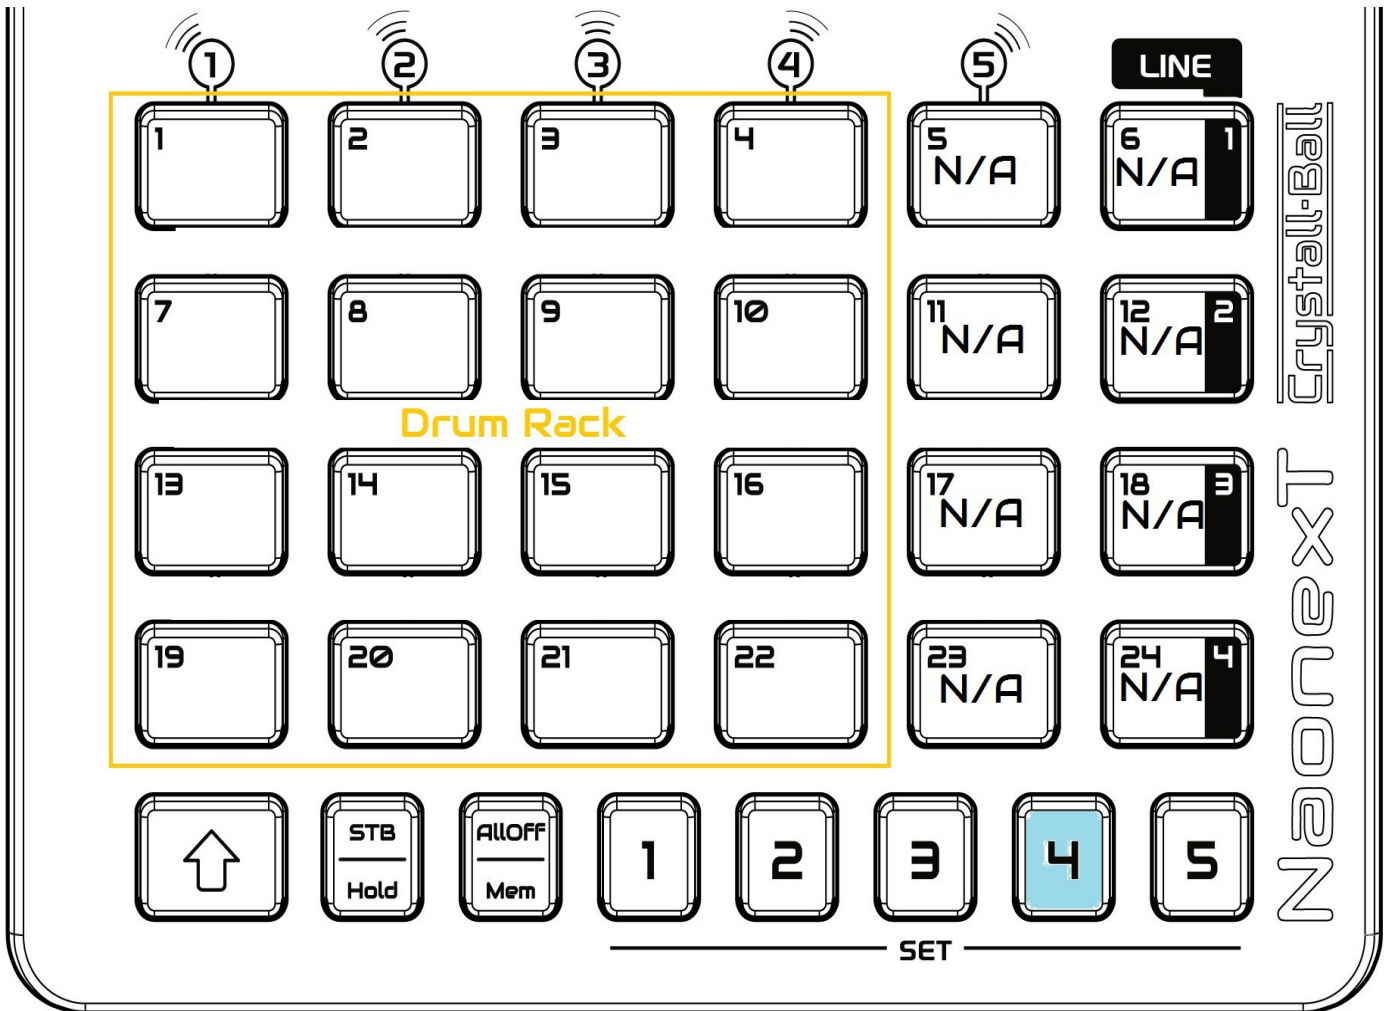 1 2 3 4 5 LINE
1 2 3 4 5 N/A 6 N/A 1
7 8 9 10 11 N/A 12 N/A 2
Drum Rack
13 14 15 16 17 N/A 18 N/A 3
19 20 21 22 23 N/A 24 N/A 4
STB
Hold
AllOff
Mem
1 2 3 4 5
SET
Crystall-Ball
NaonexT